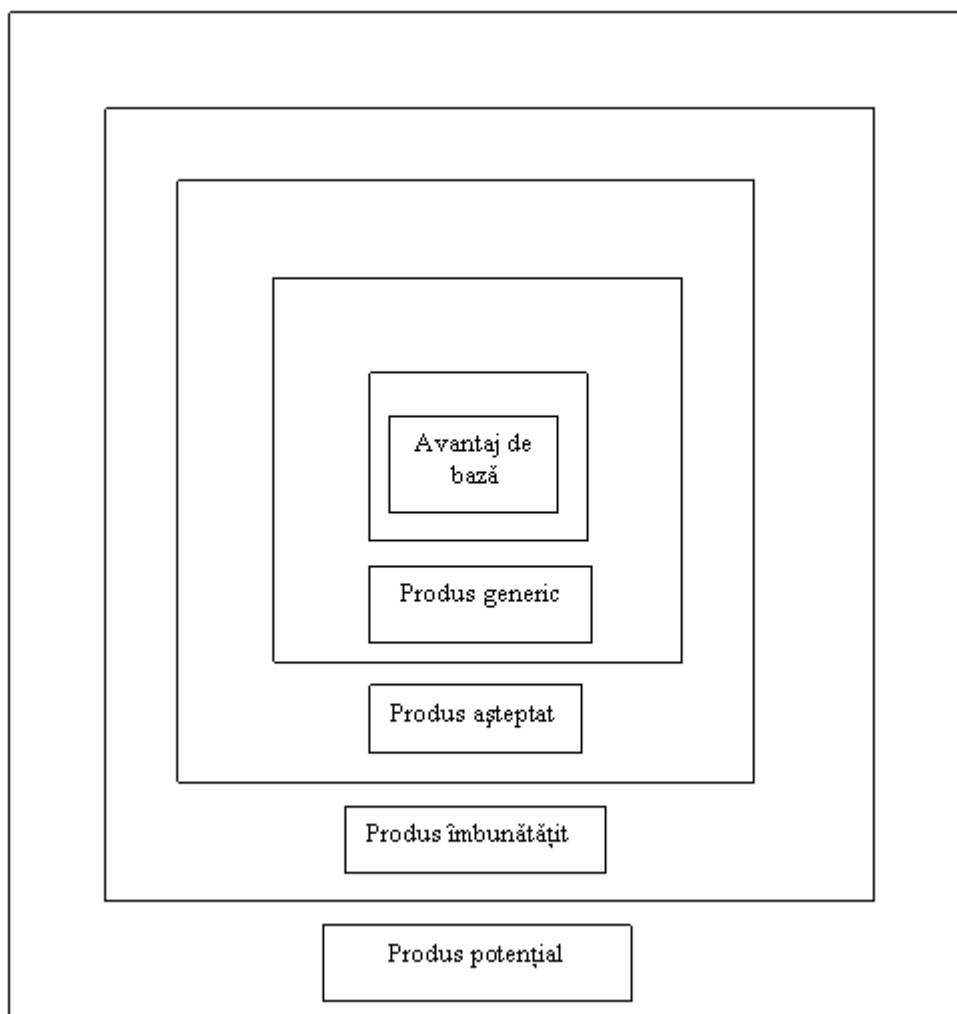 Avantaj de
bază
Produs generic
Produs așteptat
Produs îmbunătățit
Produs potențial